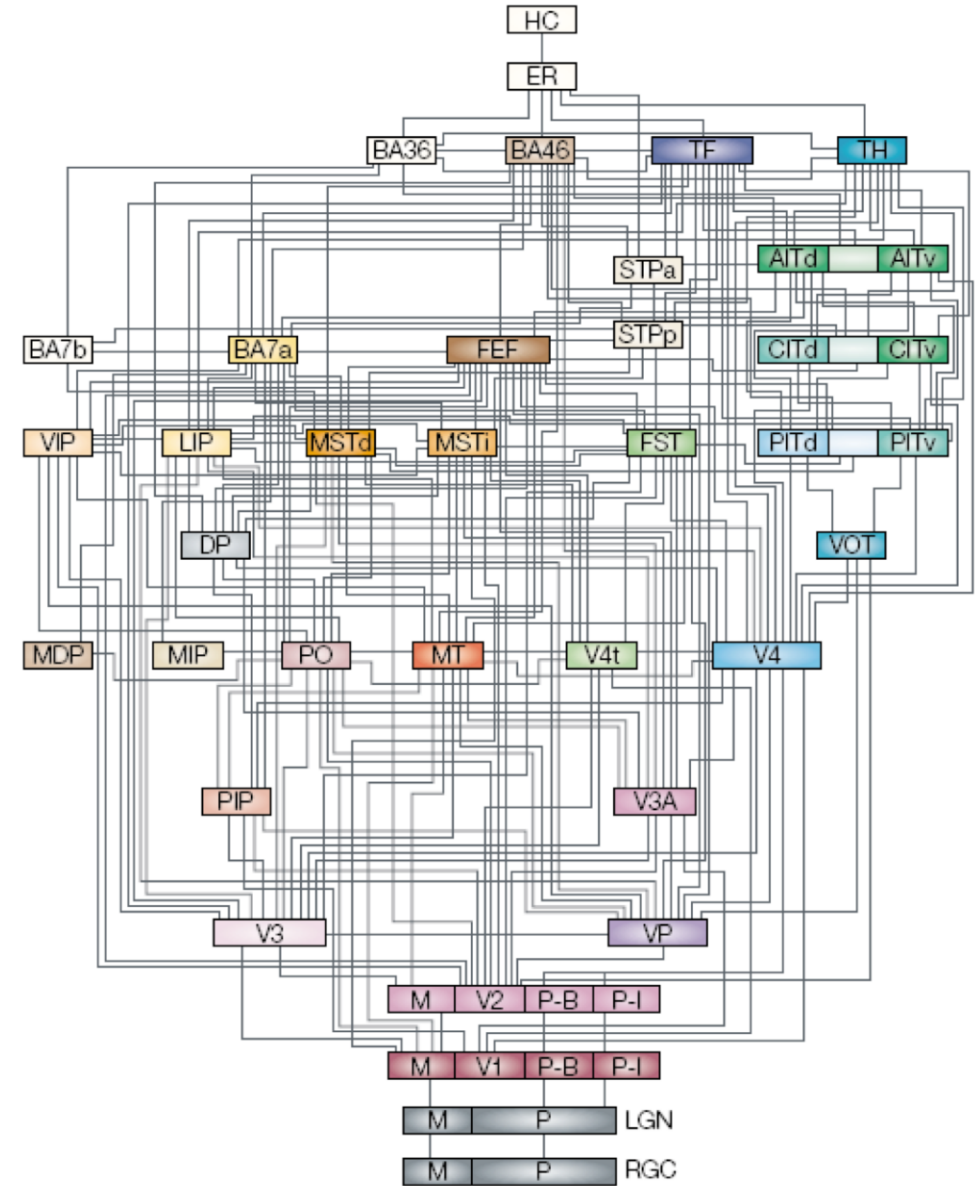 HC
ER
BA36 BA46 TF TH
AITd AITv
STPa
STPp
BA7b BA7a FEF CITd CITv
VIP LIP MSTd MSTi FST PITd PITv
DP VOT
MDP MIP PO MT V4t V4
PIP V3A
V3 VP
M V2 P-B P-I
M V1 P-B P-I
M P LGN
M P RGC